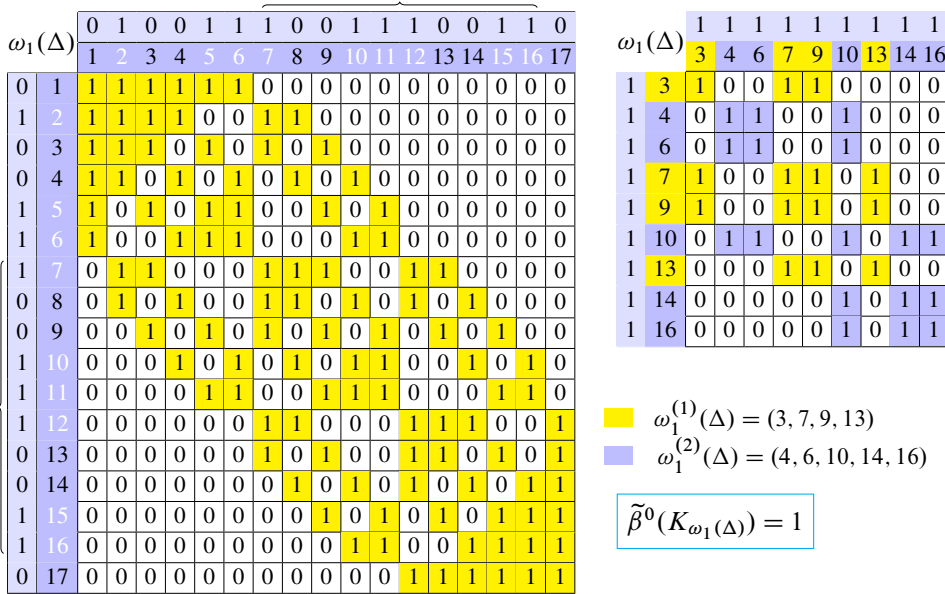 ω₁(Δ) 0 1 0 0 1 1 1 0 0 1 1 1 0 0 1 1 0
1 2 3 4 5 6 7 8 9 10 11 12 13 14 15 16 17
0 1 1 1 1 1 1 1 0 0 0 0 0 0 0 0 0 0 0
1 2 1 1 1 1 0 0 1 1 0 0 0 0 0 0 0 0 0
0 3 1 1 1 0 1 0 1 0 1 0 0 0 0 0 0 0 0
0 4 1 1 0 1 0 1 0 1 0 1 0 0 0 0 0 0 0
1 5 1 0 1 0 1 1 0 0 1 0 1 0 0 0 0 0 0
1 6 1 0 0 1 1 1 0 0 0 1 1 0 0 0 0 0 0
1 7 0 1 1 0 0 0 1 1 1 0 0 1 1 0 0 0 0
0 8 0 1 0 1 0 0 1 1 0 1 0 1 0 1 0 0 0
0 9 0 0 1 0 1 0 1 0 1 0 1 0 1 0 1 0 0
1 10 0 0 0 1 0 1 0 1 0 1 1 0 0 1 0 1 0
1 11 0 0 0 0 1 1 0 0 1 1 1 0 0 0 1 1 0
1 12 0 0 0 0 0 0 1 1 0 0 0 1 1 1 0 0 1
0 13 0 0 0 0 0 0 1 0 1 0 0 1 1 0 1 0 1
0 14 0 0 0 0 0 0 0 1 0 1 0 1 0 1 0 1 1
1 15 0 0 0 0 0 0 0 0 1 0 1 0 1 0 1 1 1
1 16 0 0 0 0 0 0 0 0 0 1 1 0 0 1 1 1 1
0 17 0 0 0 0 0 0 0 0 0 0 0 1 1 1 1 1 1
ω₁(Δ) 1 1 1 1 1 1 1 1 1
3 4 6 7 9 10 13 14 16
1 3 1 0 0 1 1 0 0 0 0
1 4 0 1 1 0 0 1 0 0 0
1 6 0 1 1 0 0 1 0 0 0
1 7 1 0 0 1 1 0 1 0 0
1 9 1 0 0 1 1 0 1 0 0
1 10 0 1 1 0 0 1 0 1 1
1 13 0 0 0 1 1 0 1 0 0
1 14 0 0 0 0 0 1 0 1 1
1 16 0 0 0 0 0 1 0 1 1
ω₁⁽¹⁾(Δ) = (3, 7, 9, 13)
ω₁⁽²⁾(Δ) = (4, 6, 10, 14, 16)
β̃⁰(K_{ω₁(Δ)}) = 1